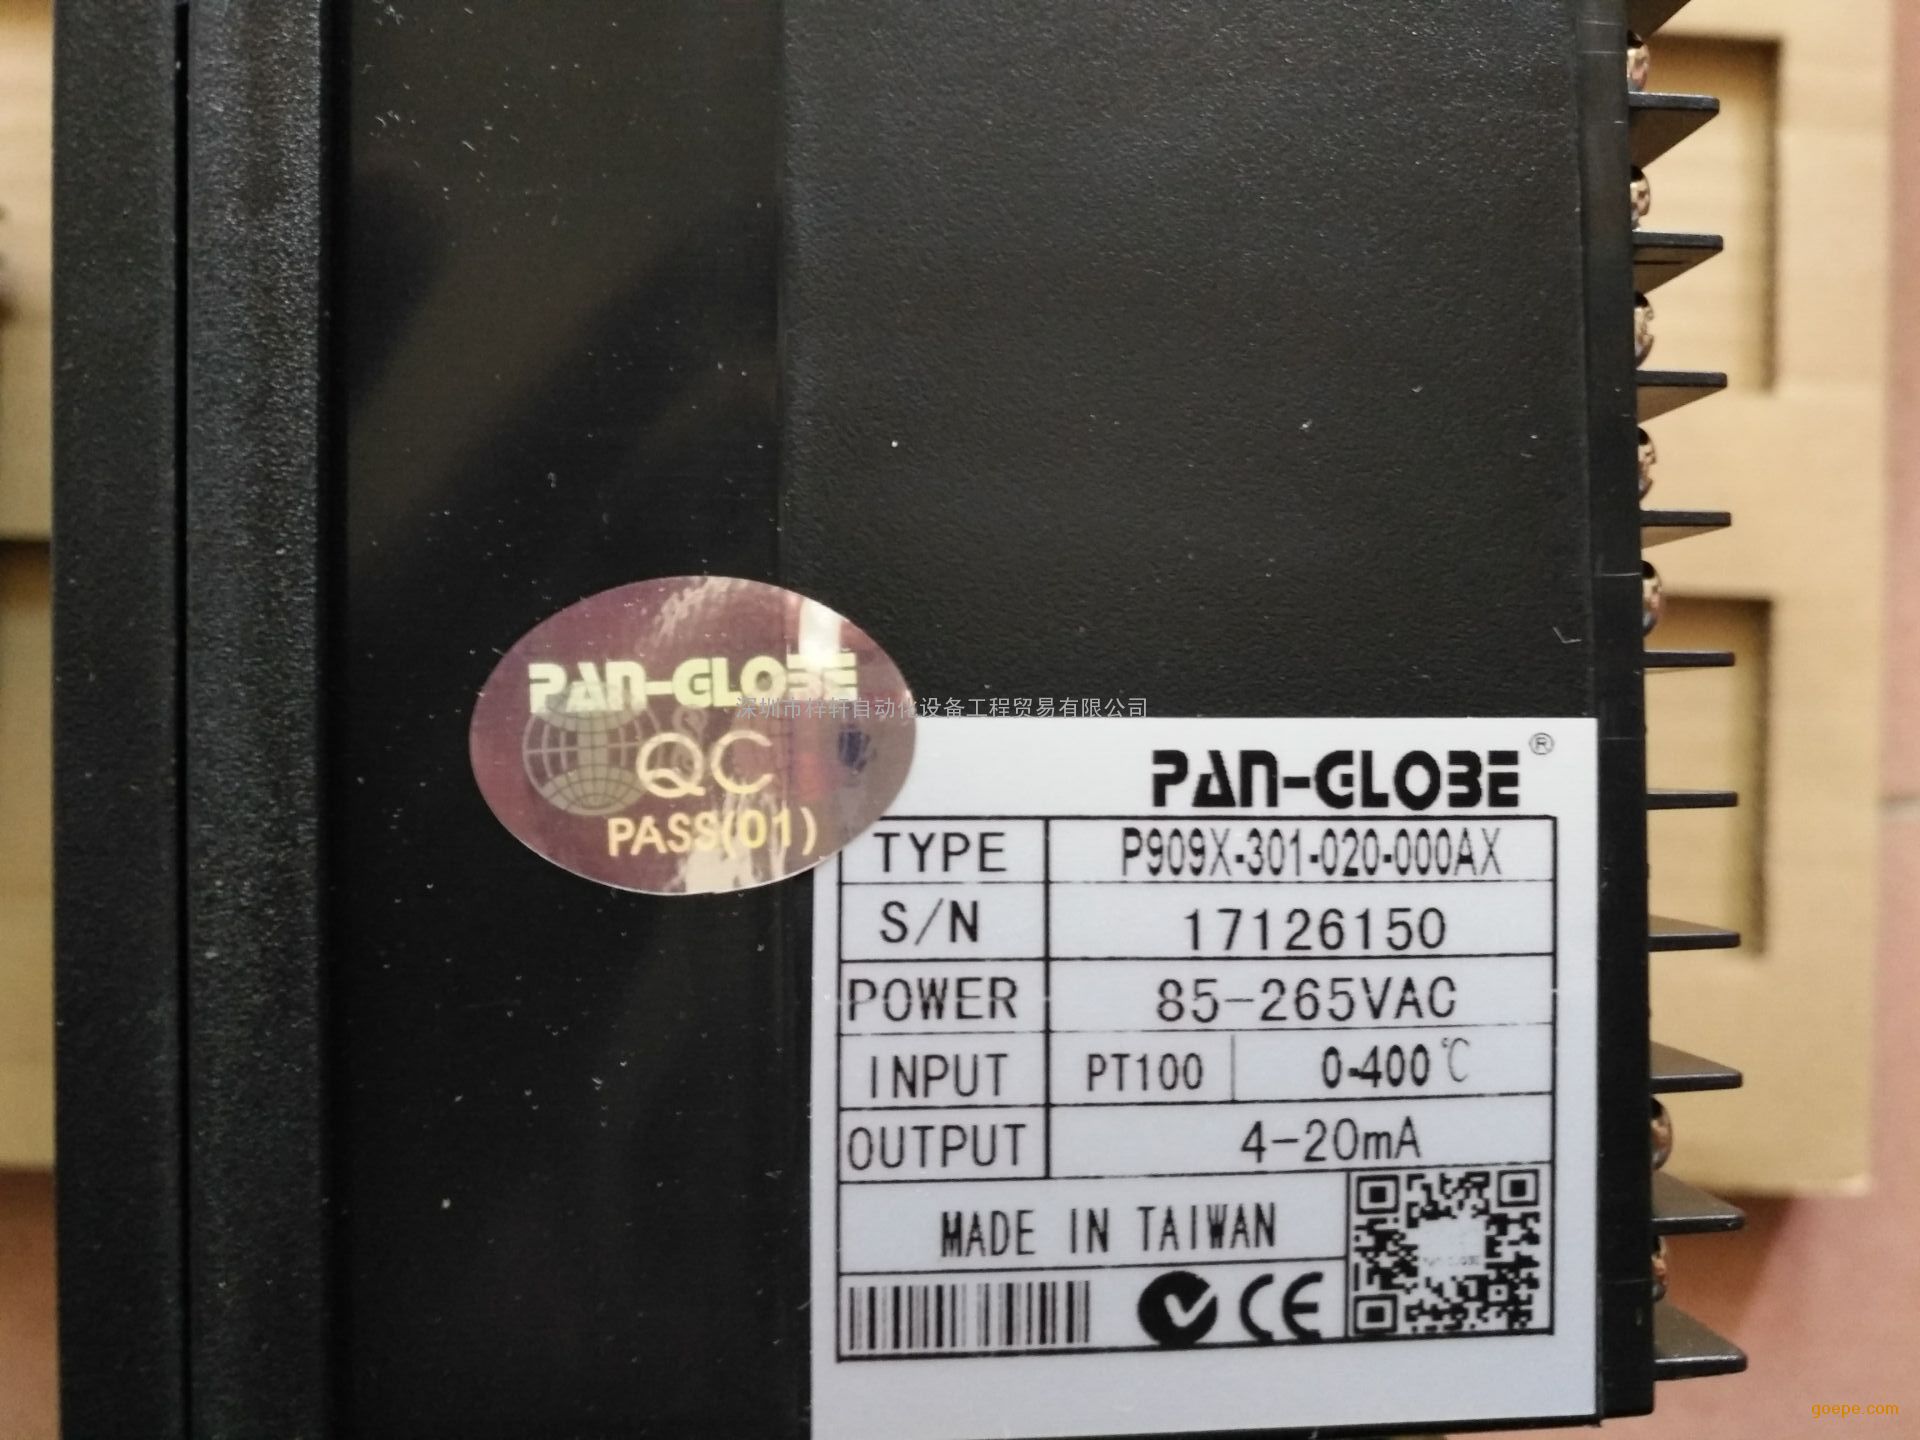 PAN-GLOBE
QC
PASS(01)
深圳市梓轩自动化设备工程贸易有限公司
PAN-GLOBE®
TYPE P909X-301-020-000AX
S/N 17126150
POWER 85-265VAC
INPUT PT100 0-400℃
OUTPUT 4-20mA
MADE IN TAIWAN
CE
goepe.com